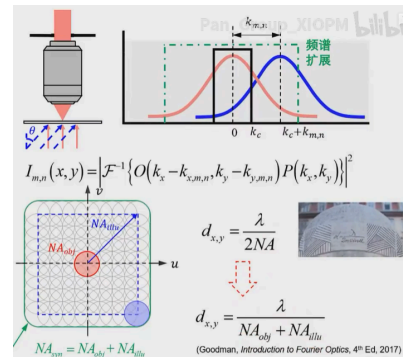 Pan_Group_XIOPM bilibili
k_{m,n}
频谱
扩展
θ
0 k_c k_c+k_{m,n}
I_{m,n}(x,y)=|F^{-1}{O(k_x-k_{x,m,n},k_y-k_{y,m,n})P(k_x,k_y)}|^2
v
NA_{illu}
NA_{obj}
u
d_{x,y}=λ/2NA
d_{x,y}=λ/NA_{obj}+NA_{illu}
NA_{syn}=NA_{obj}+NA_{illu}
(Goodman, Introduction to Fourier Optics, 4th Ed, 2017)